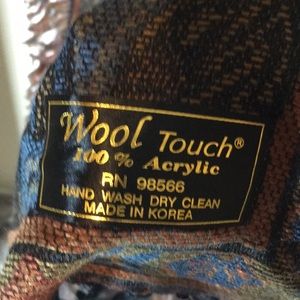 Wool Touch®
100% Acrylic
RN 98566
HAND WASH DRY CLEAN
MADE IN KOREA